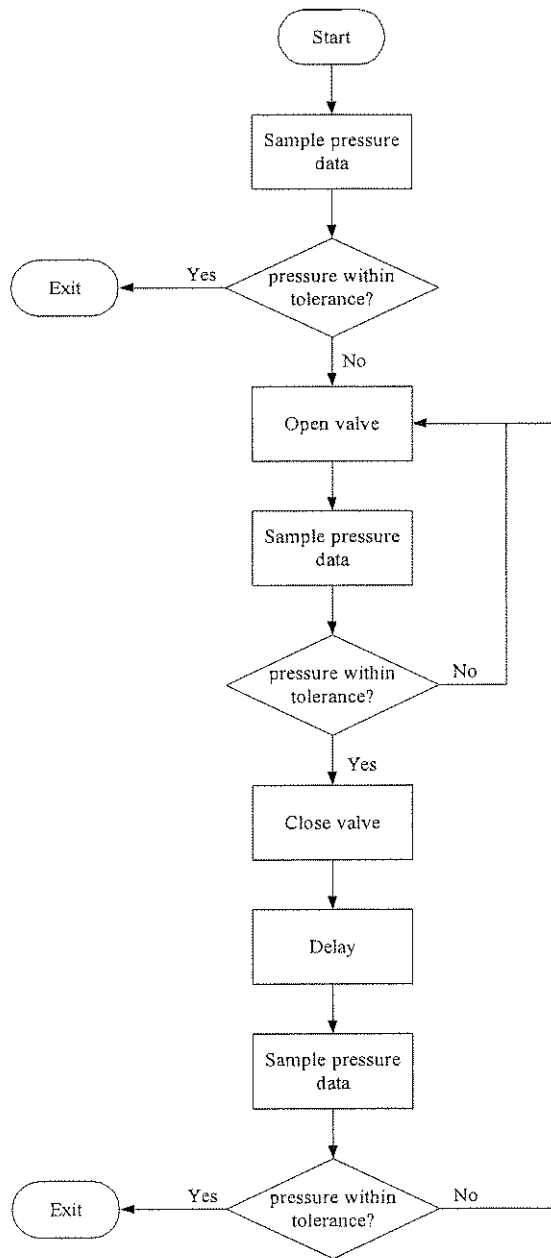 Start
Sample pressure
data
pressure within
tolerance?
Yes
Exit
No
Open valve
Sample pressure
data
pressure within
tolerance?
No
Yes
Close valve
Delay
Sample pressure
data
pressure within
tolerance?
Yes
Exit
No